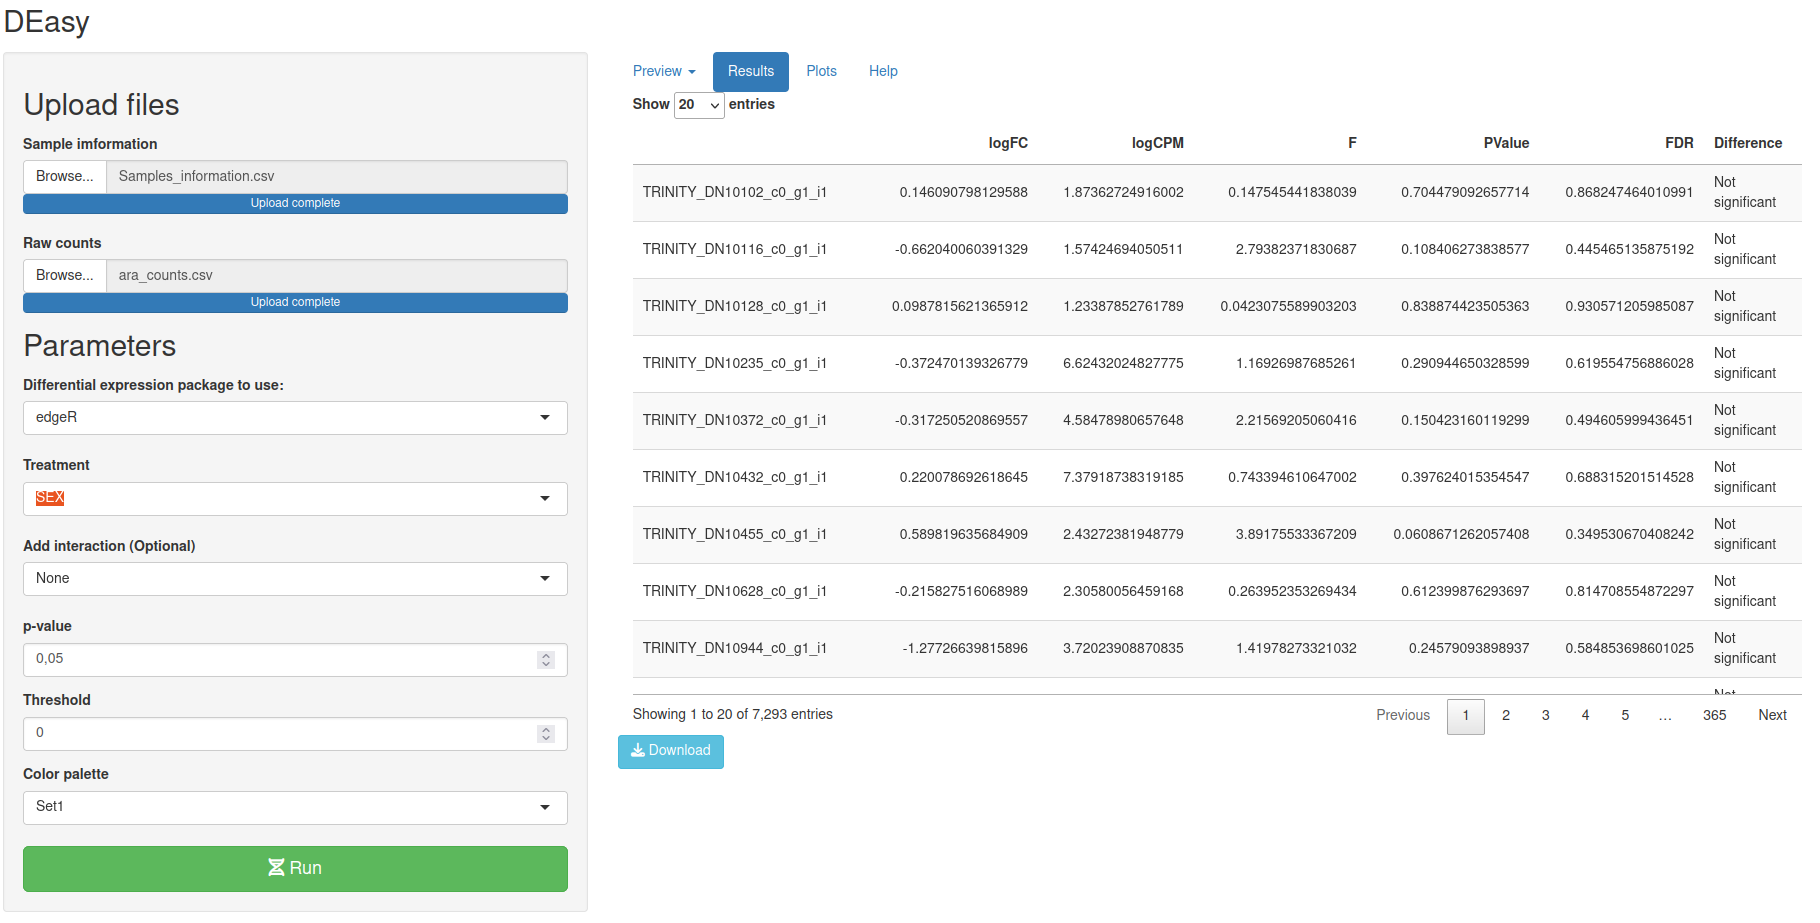 DEasy
Upload files
Sample imformation
Browse... Samples_information.csv
Upload complete
Raw counts
Browse... ara_counts.csv
Upload complete
Parameters
Differential expression package to use:
edgeR
Treatment
SEX
Add interaction (Optional)
None
p-value
0,05
Threshold
0
Color palette
Set1
Run
Preview Results Plots Help
Show 20 entries
logFC logCPM F PValue FDR Difference
TRINITY_DN10102_c0_g1_i1 0.146090798129588 1.87362724916002 0.147545441838039 0.704479092657714 0.868247464010991 Not
significant
TRINITY_DN10116_c0_g1_i1 -0.662040060391329 1.57424694050511 2.79382371830687 0.108406273838577 0.445465135875192 Not
significant
TRINITY_DN10128_c0_g1_i1 0.0987815621365912 1.23387852761789 0.0423075589903203 0.838874423505363 0.930571205985087 Not
significant
TRINITY_DN10235_c0_g1_i1 -0.372470139326779 6.62432024827775 1.16926987685261 0.290944650328599 0.619554756886028 Not
significant
TRINITY_DN10372_c0_g1_i1 -0.317250520869557 4.58478980657648 2.21569205060416 0.150423160119299 0.494605999436451 Not
significant
TRINITY_DN10432_c0_g1_i1 0.220078692618645 7.37918738319185 0.743394610647002 0.397624015354547 0.688315201514528 Not
significant
TRINITY_DN10455_c0_g1_i1 0.589819635684909 2.43272381948779 3.89175533367209 0.0608671262057408 0.349530670408242 Not
significant
TRINITY_DN10628_c0_g1_i1 -0.215827516068989 2.30580056459168 0.263952353269434 0.612399876293697 0.814708554872297 Not
significant
TRINITY_DN10944_c0_g1_i1 -1.27726639815896 3.72023908870835 1.41978273321032 0.24579093898937 0.584853698601025 Not
significant
Not
Showing 1 to 20 of 7,293 entries
Previous 1 2 3 4 5 … 365 Next
Download